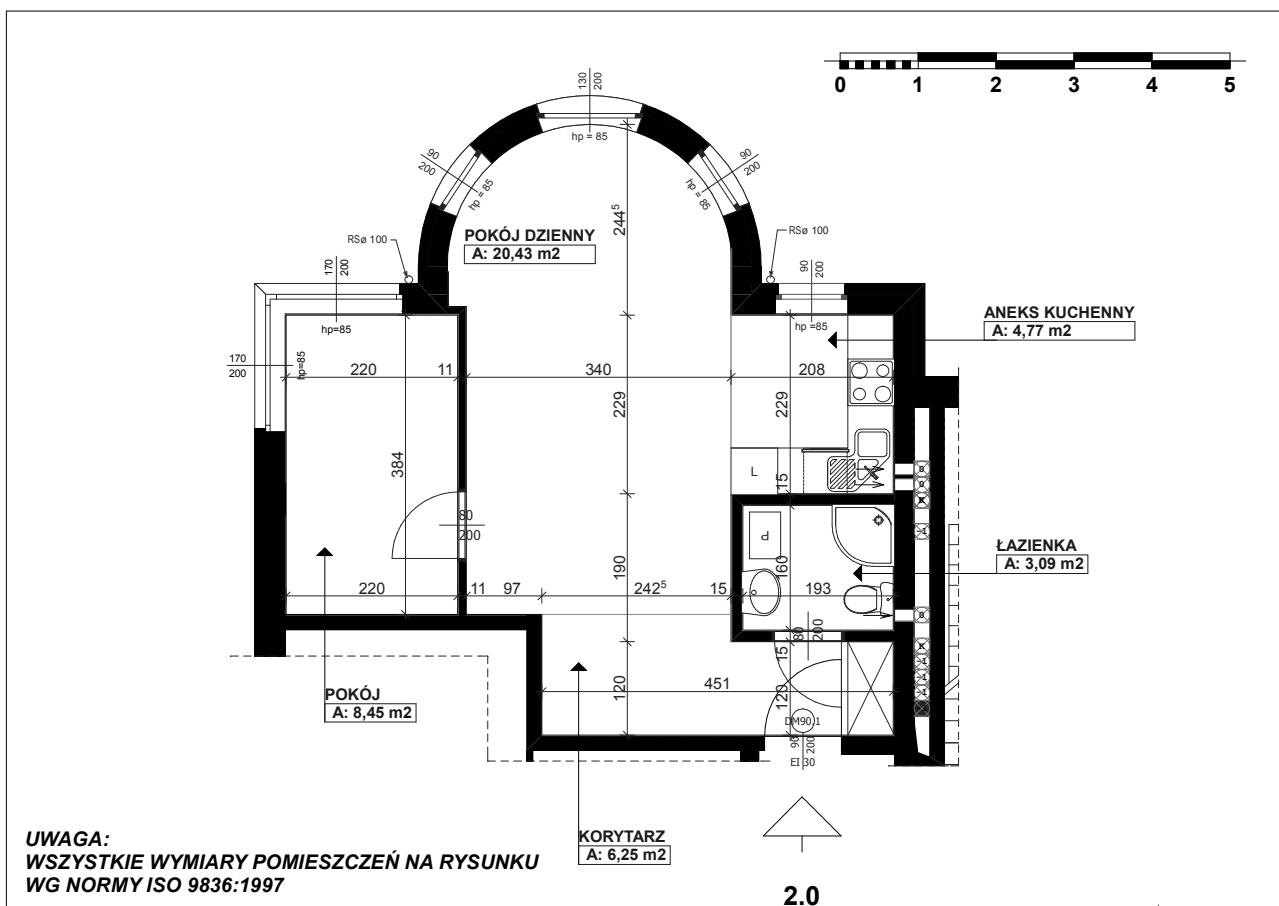 0 1 2 3 4 5
130
200
hp = 85
90
200
hp = 85
90
200
hp = 85
POKÓJ DZIENNY
A: 20,43 m2
244⁵
RSø 100
RSø 100
170
200
hp=85
90
200
hp=85
170
200
hp=85
ANEKS KUCHENNY
A: 4,77 m2
220 11 340 208
229
229
384
L
15
80
200
190
160
d
ŁAZIENKA
A: 3,09 m2
220 11 97 242⁵ 15 193
80
200
15
120
451
120
DM90.1
90
200
EI 30
POKÓJ
A: 8,45 m2
KORYTARZ
A: 6,25 m2
UWAGA:
WSZYSTKIE WYMIARY POMIESZCZEŃ NA RYSUNKU
WG NORMY ISO 9836:1997
2.0